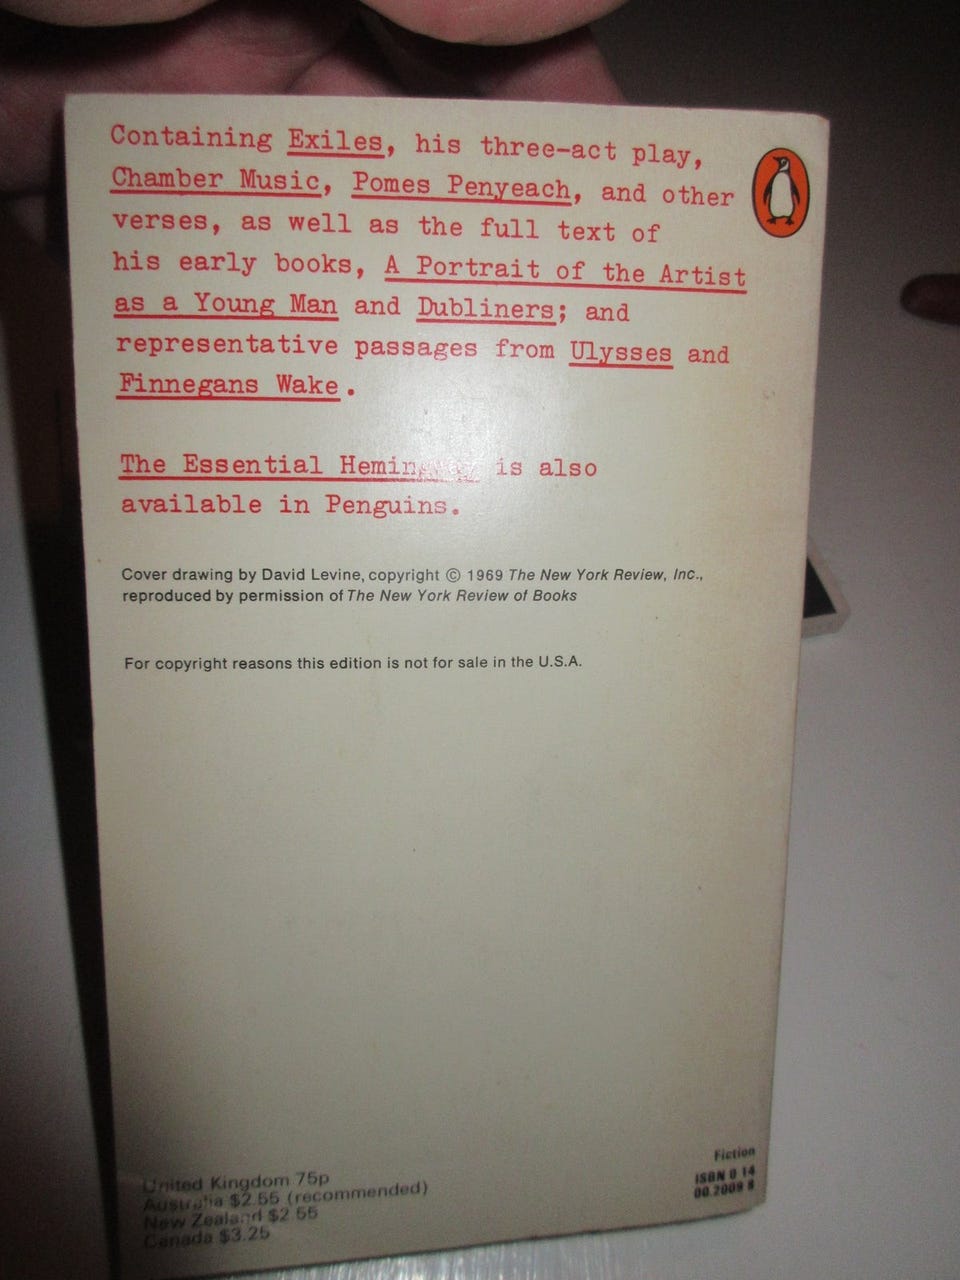 Containing Exiles, his three-act play,
Chamber Music, Pomes Penyeach, and other
verses, as well as the full text of
his early books, A Portrait of the Artist
as a Young Man and Dubliners; and
representative passages from Ulysses and
Finnegans Wake.
The Essential Hemingway is also
available in Penguins.
Cover drawing by David Levine, copyright © 1969 The New York Review, Inc.,
reproduced by permission of The New York Review of Books
For copyright reasons this edition is not for sale in the U.S.A.
United Kingdom 75p
Australia $2.55 (recommended)
New Zealand $2.55
Canada $3.25
Fiction
ISBN 0 14
00.2009 8